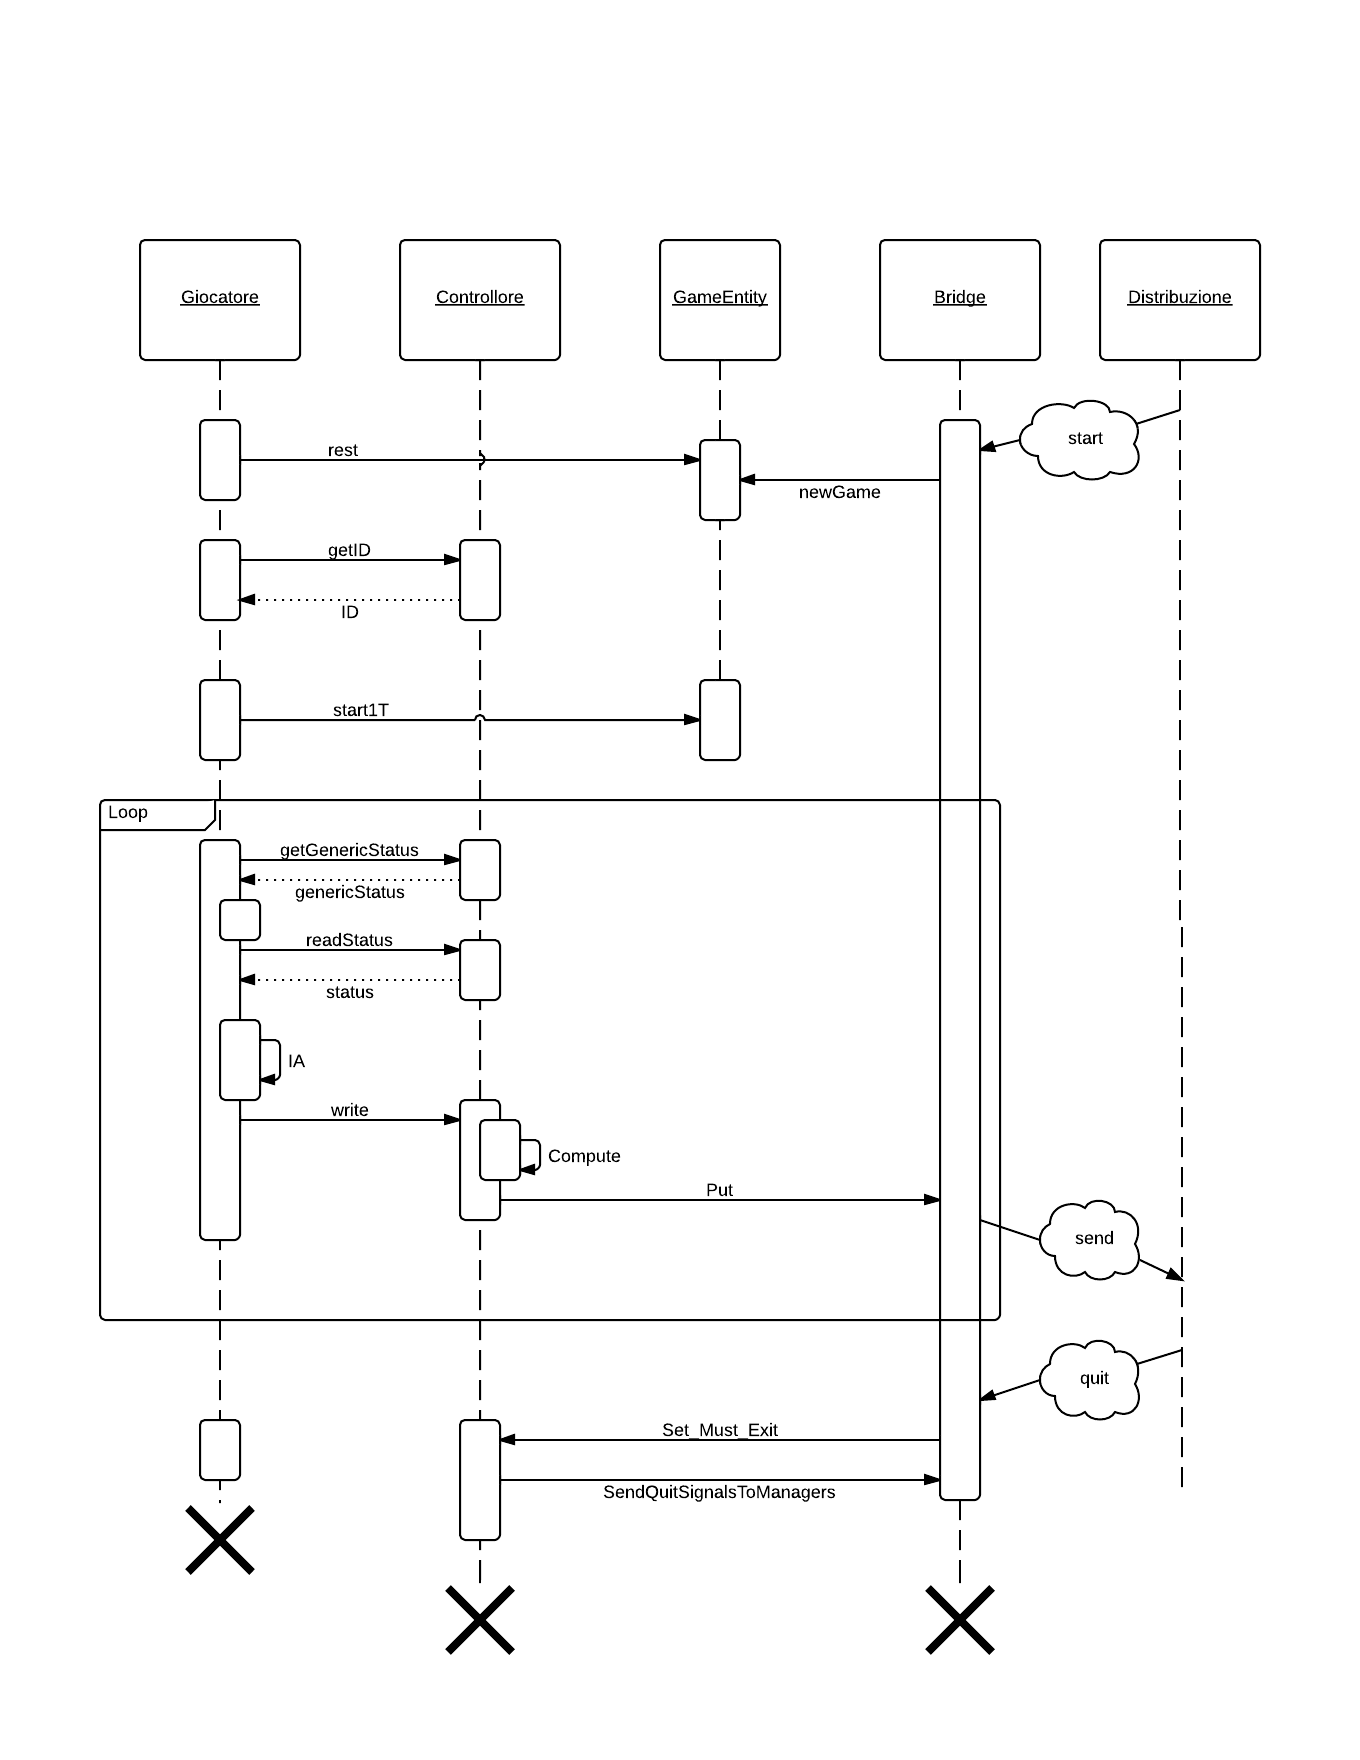 Giocatore
Controllore
GameEntity
Bridge
Distribuzione
start
rest
newGame
getID
ID
start1T
Loop
getGenericStatus
genericStatus
readStatus
status
IA
write
Compute
Put
send
quit
Set_Must_Exit
SendQuitSignalsToManagers